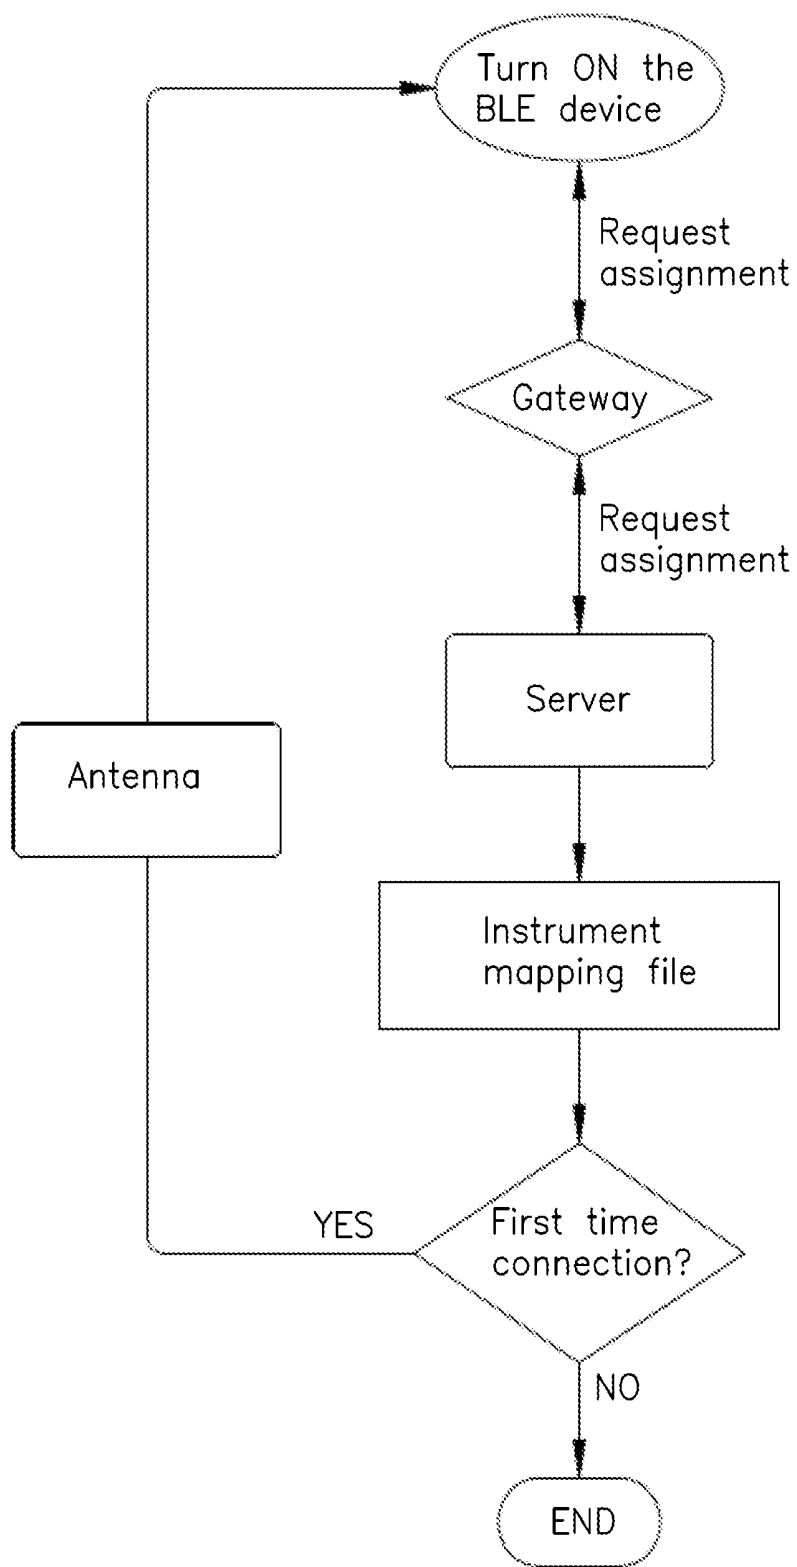 Turn ON the
BLE device
Request
assignment
Gateway
Request
assignment
Server
Antenna
Instrument
mapping file
YES
First time
connection?
NO
END